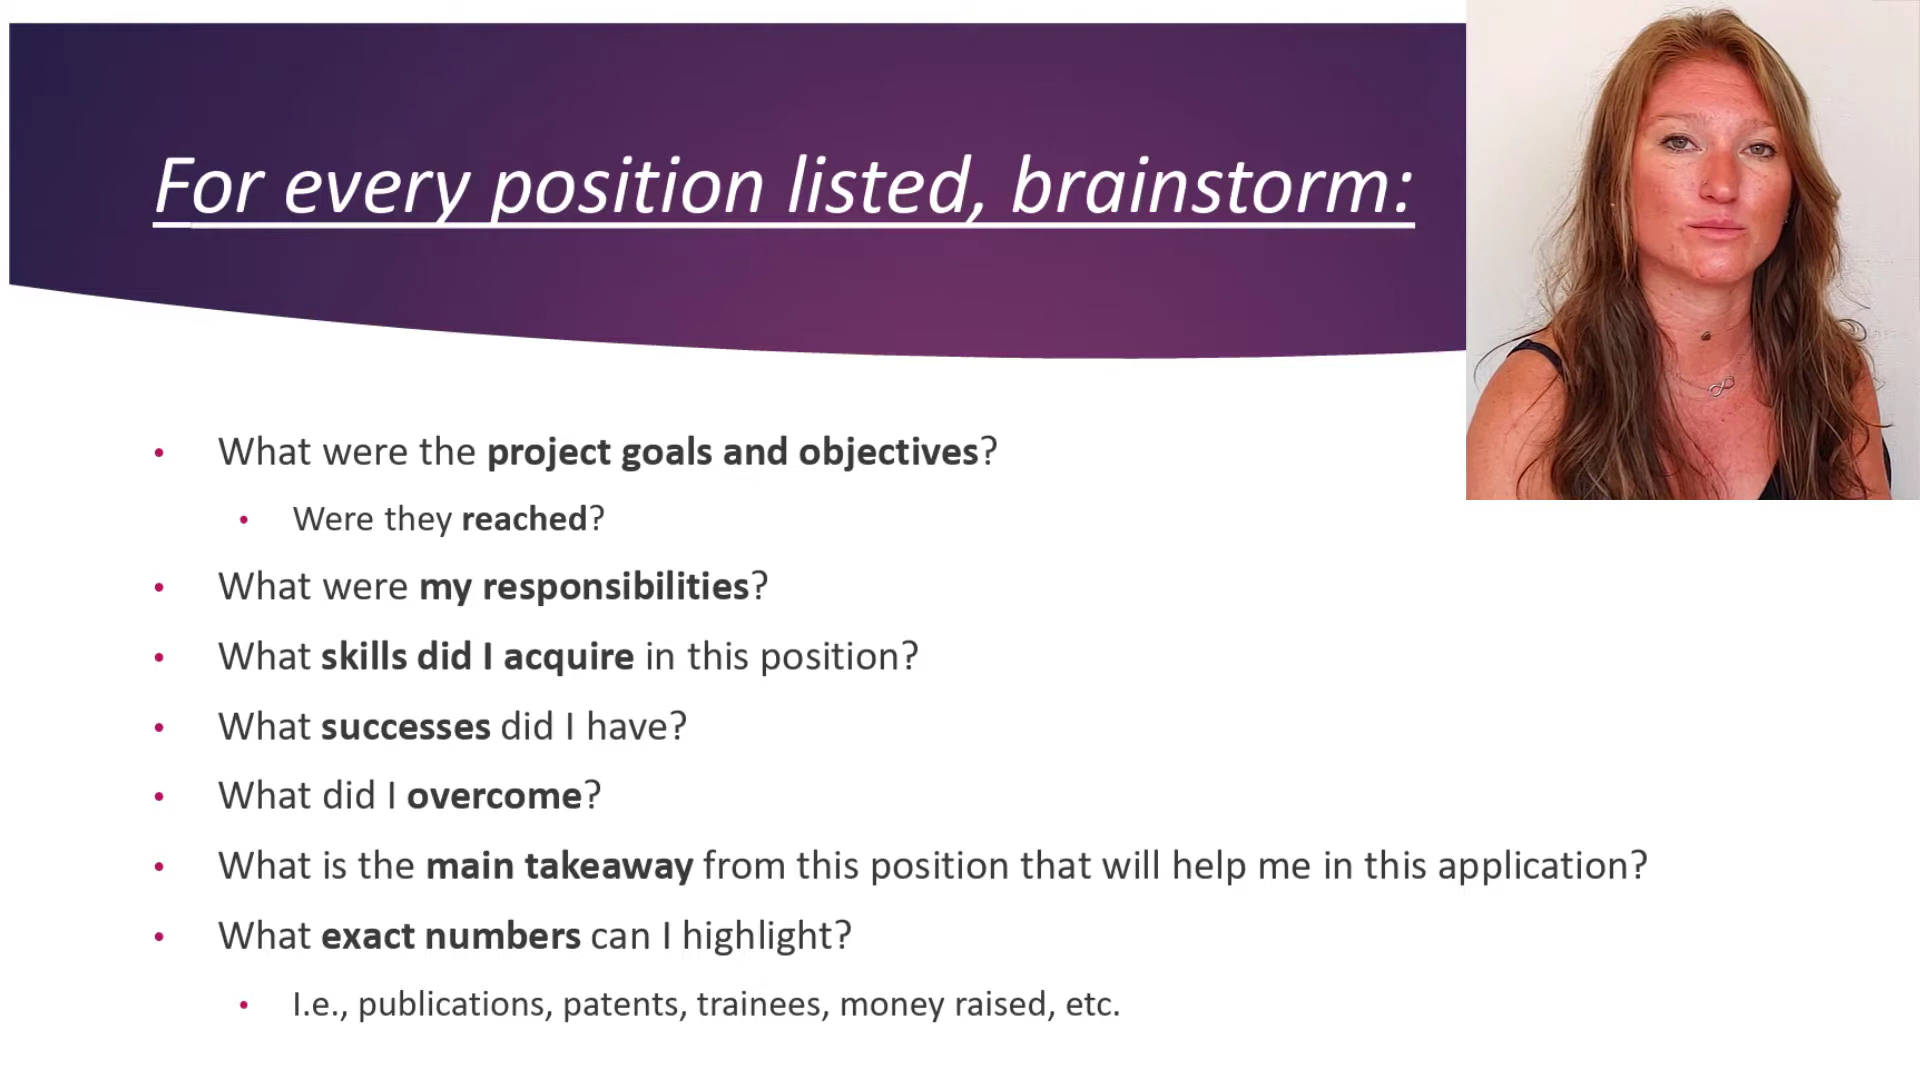 For every position listed, brainstorm:
What were the project goals and objectives?
Were they reached?
What were my responsibilities?
What skills did I acquire in this position?
What successes did I have?
What did I overcome?
What is the main takeaway from this position that will help me in this application?
What exact numbers can I highlight?
I.e., publications, patents, trainees, money raised, etc.